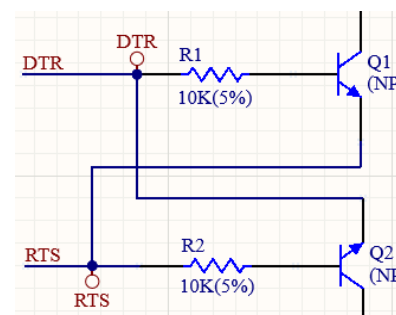 DTR
DTR
R1
Q1
10K(5%)
(NP
RTS
RTS
R2
Q2
10K(5%)
(NP